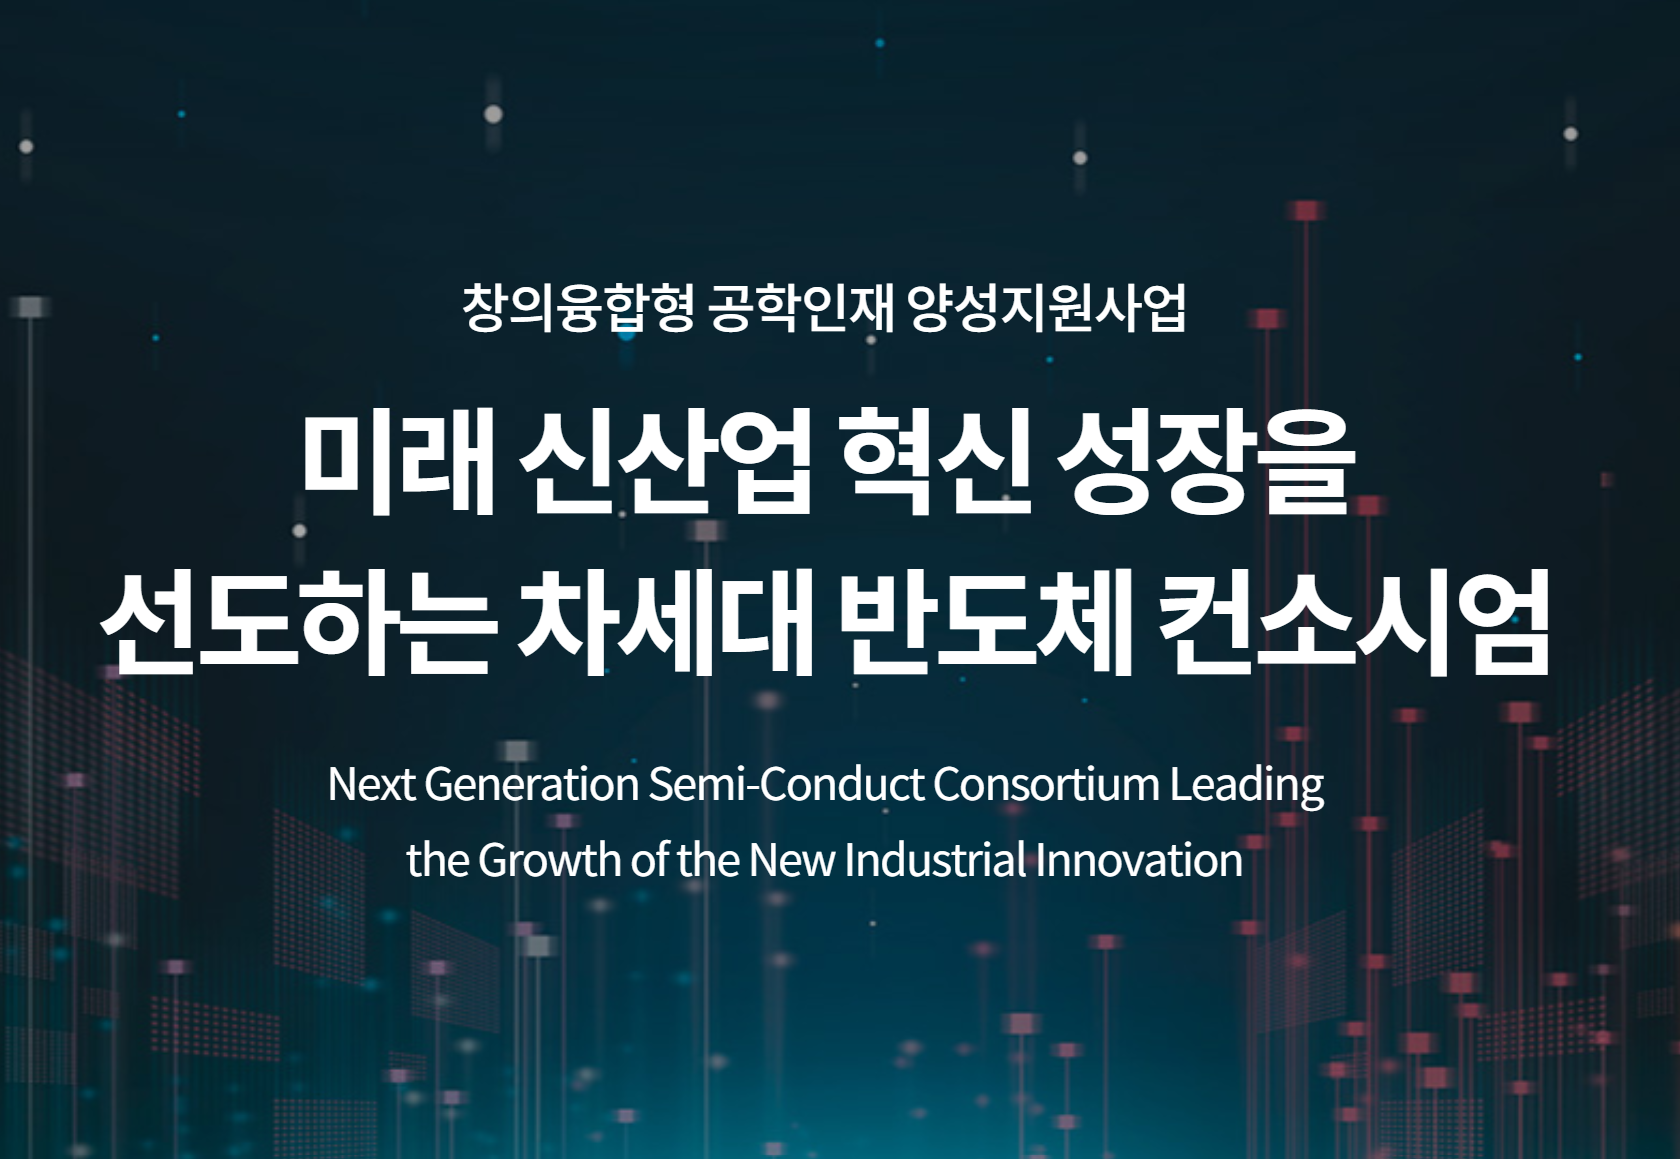 창의융합형 공학인재 양성지원사업
미래 신산업 혁신 성장을
선도하는 차세대 반도체 컨소시엄
Next Generation Semi-Conduct Consortium Leading
the Growth of the New Industrial Innovation